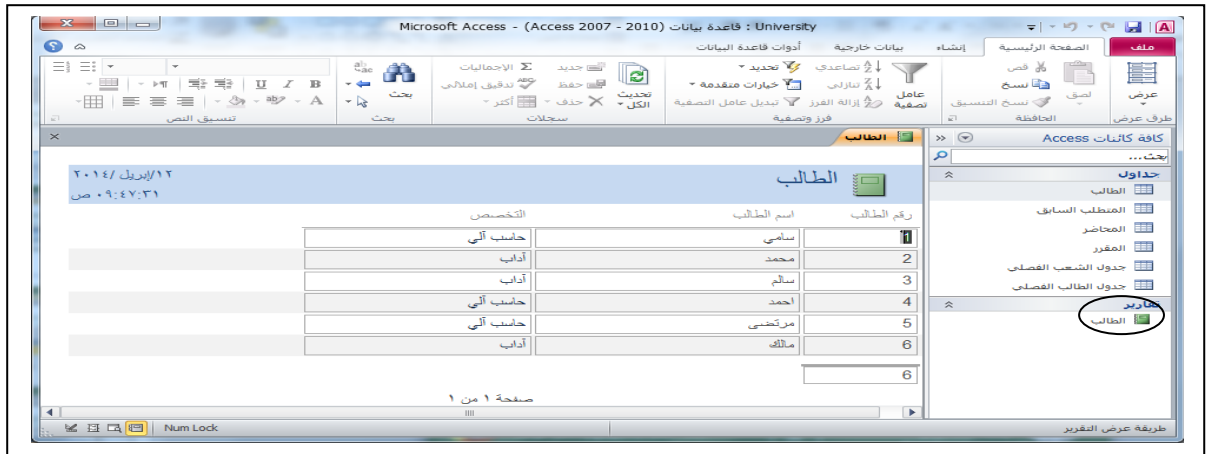 University : قاعدة بيانات (Access 2007 - 2010) - Microsoft Access
ملف الصفحة الرئيسية إنشاء بيانات خارجية أدوات قاعدة البيانات
عرض
طرق عرض
لصق
قص
نسخ
نسخ التنسيق
الحافظة
عامل تصفية
تصاعدي
تنازلي
إزالة الفرز
تحديد
خيارات متقدمة
تبديل عامل التصفية
فرز وتصفية
تحديث الكل
جديد
حفظ
حذف
الإجماليات
تدقيق إملائي
أكثر
سجلات
بحث
بحث
B I U
A
تنسيق النص
كافة كائنات Access
بحث...
جداول
الطالب
المتطلب السابق
المحاضر
المقرر
جدول الشعب الفصلي
جدول الطالب الفصلي
تقارير
الطالب
الطالب
الطالب
١٢/إبريل/٢٠١٤
٠٩:٤٧:٣١ ص
رقم الطالب اسم الطالب التخصص
1 سامي حاسب آلي
2 محمد آداب
3 سالم آداب
4 احمد حاسب آلي
5 مرتضى حاسب آلي
6 مالك آداب
6
صفحة ١ من ١
طريقة عرض التقرير
Num Lock